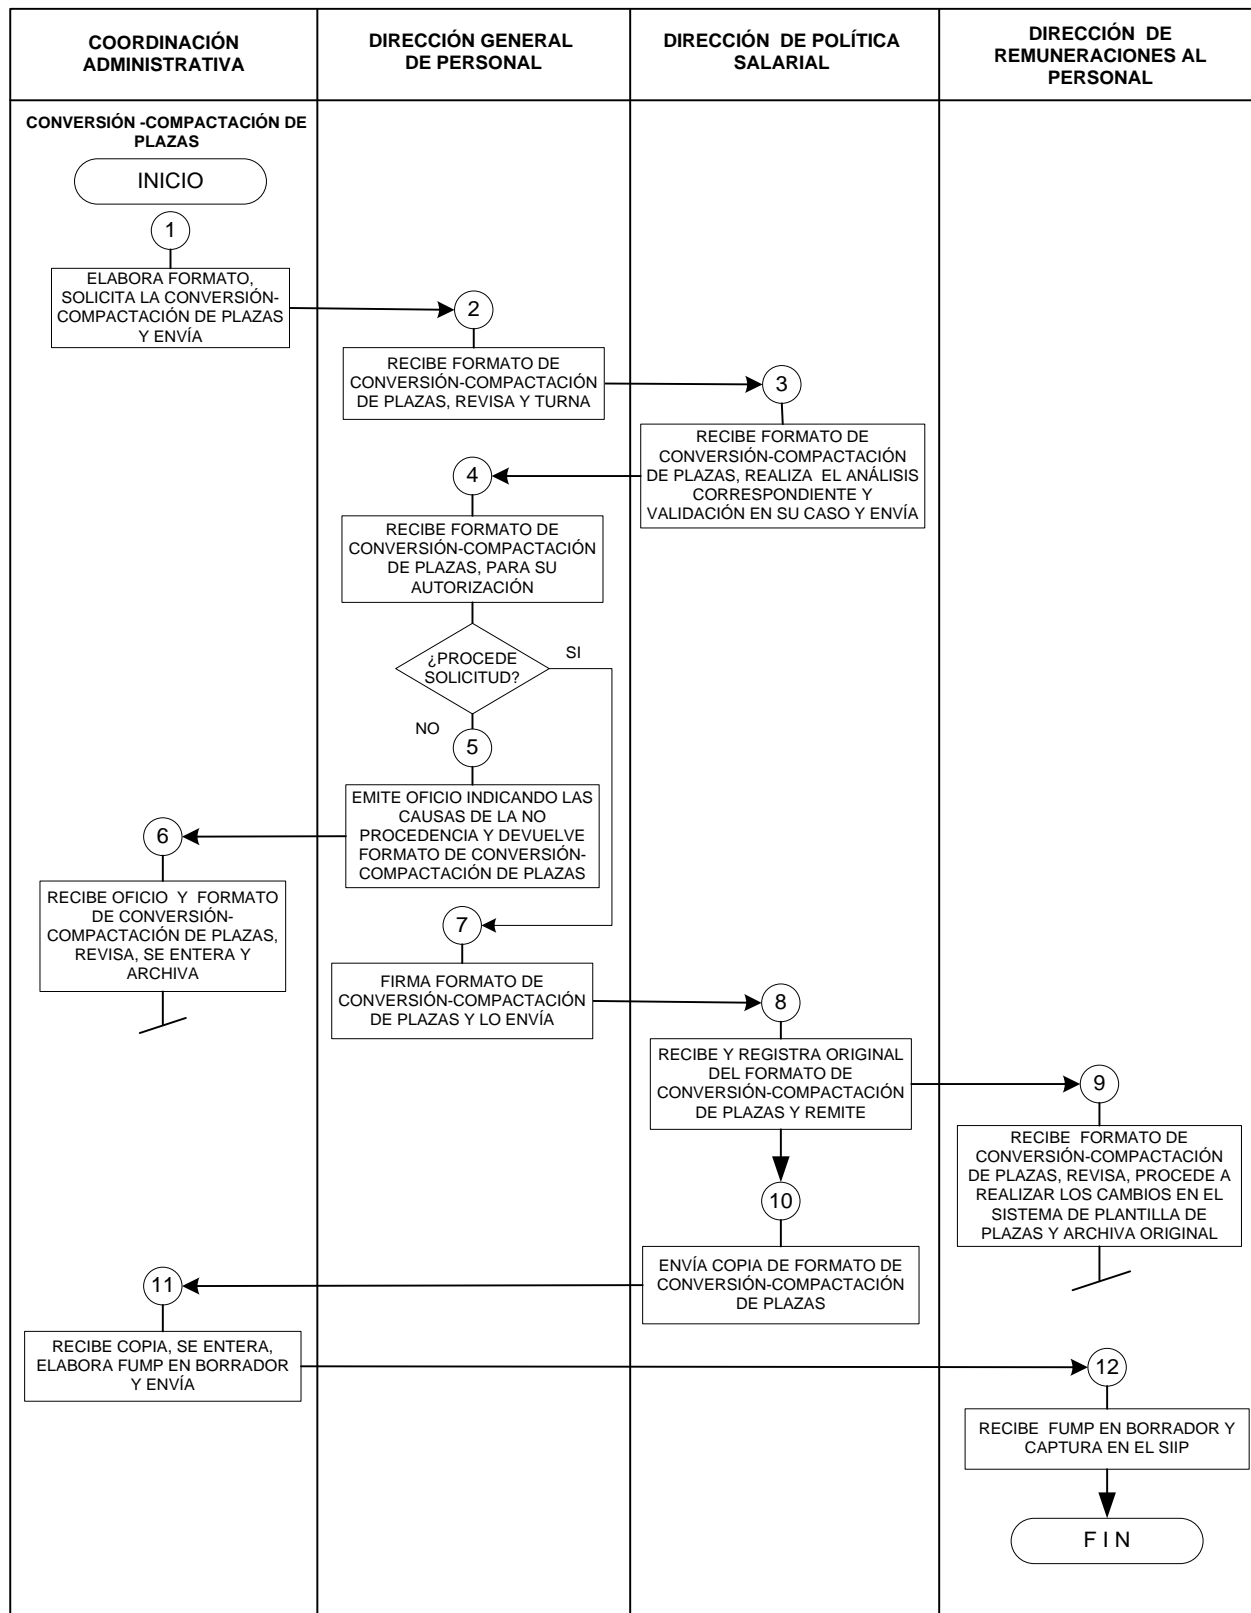 COORDINACIÓN
ADMINISTRATIVA
DIRECCIÓN GENERAL
DE PERSONAL
DIRECCIÓN DE POLÍTICA
SALARIAL
DIRECCIÓN DE
REMUNERACIONES AL
PERSONAL
CONVERSIÓN -COMPACTACIÓN DE
PLAZAS
INICIO
1
ELABORA FORMATO,
SOLICITA LA CONVERSIÓN-
COMPACTACIÓN DE PLAZAS
Y ENVÍA
2
RECIBE FORMATO DE
CONVERSIÓN-COMPACTACIÓN
DE PLAZAS, REVISA Y TURNA
3
RECIBE FORMATO DE
CONVERSIÓN-COMPACTACIÓN
DE PLAZAS, REALIZA EL ANÁLISIS
CORRESPONDIENTE Y
VALIDACIÓN EN SU CASO Y ENVÍA
4
RECIBE FORMATO DE
CONVERSIÓN-COMPACTACIÓN
DE PLAZAS, PARA SU
AUTORIZACIÓN
¿PROCEDE
SOLICITUD?
SI
NO
5
EMITE OFICIO INDICANDO LAS
CAUSAS DE LA NO
PROCEDENCIA Y DEVUELVE
FORMATO DE CONVERSIÓN-
COMPACTACIÓN DE PLAZAS
6
RECIBE OFICIO Y FORMATO
DE CONVERSIÓN-
COMPACTACIÓN DE PLAZAS,
REVISA, SE ENTERA Y
ARCHIVA
7
FIRMA FORMATO DE
CONVERSIÓN-COMPACTACIÓN
DE PLAZAS Y LO ENVÍA
8
RECIBE Y REGISTRA ORIGINAL
DEL FORMATO DE
CONVERSIÓN-COMPACTACIÓN
DE PLAZAS Y REMITE
9
RECIBE FORMATO DE
CONVERSIÓN-COMPACTACIÓN
DE PLAZAS, REVISA, PROCEDE A
REALIZAR LOS CAMBIOS EN EL
SISTEMA DE PLANTILLA DE
PLAZAS Y ARCHIVA ORIGINAL
10
ENVÍA COPIA DE FORMATO DE
CONVERSIÓN-COMPACTACIÓN
DE PLAZAS
11
RECIBE COPIA, SE ENTERA,
ELABORA FUMP EN BORRADOR
Y ENVÍA
12
RECIBE FUMP EN BORRADOR Y
CAPTURA EN EL SIIP
F I N